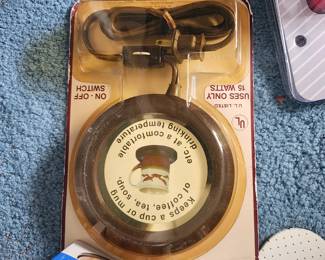 ON - OFF
SWITCH
U.L. LISTED
USES ONLY
15 WATTS
UL
Keeps a cup or mug
of coffee, tea, soup,
etc. at a comfortable
drinking temperature